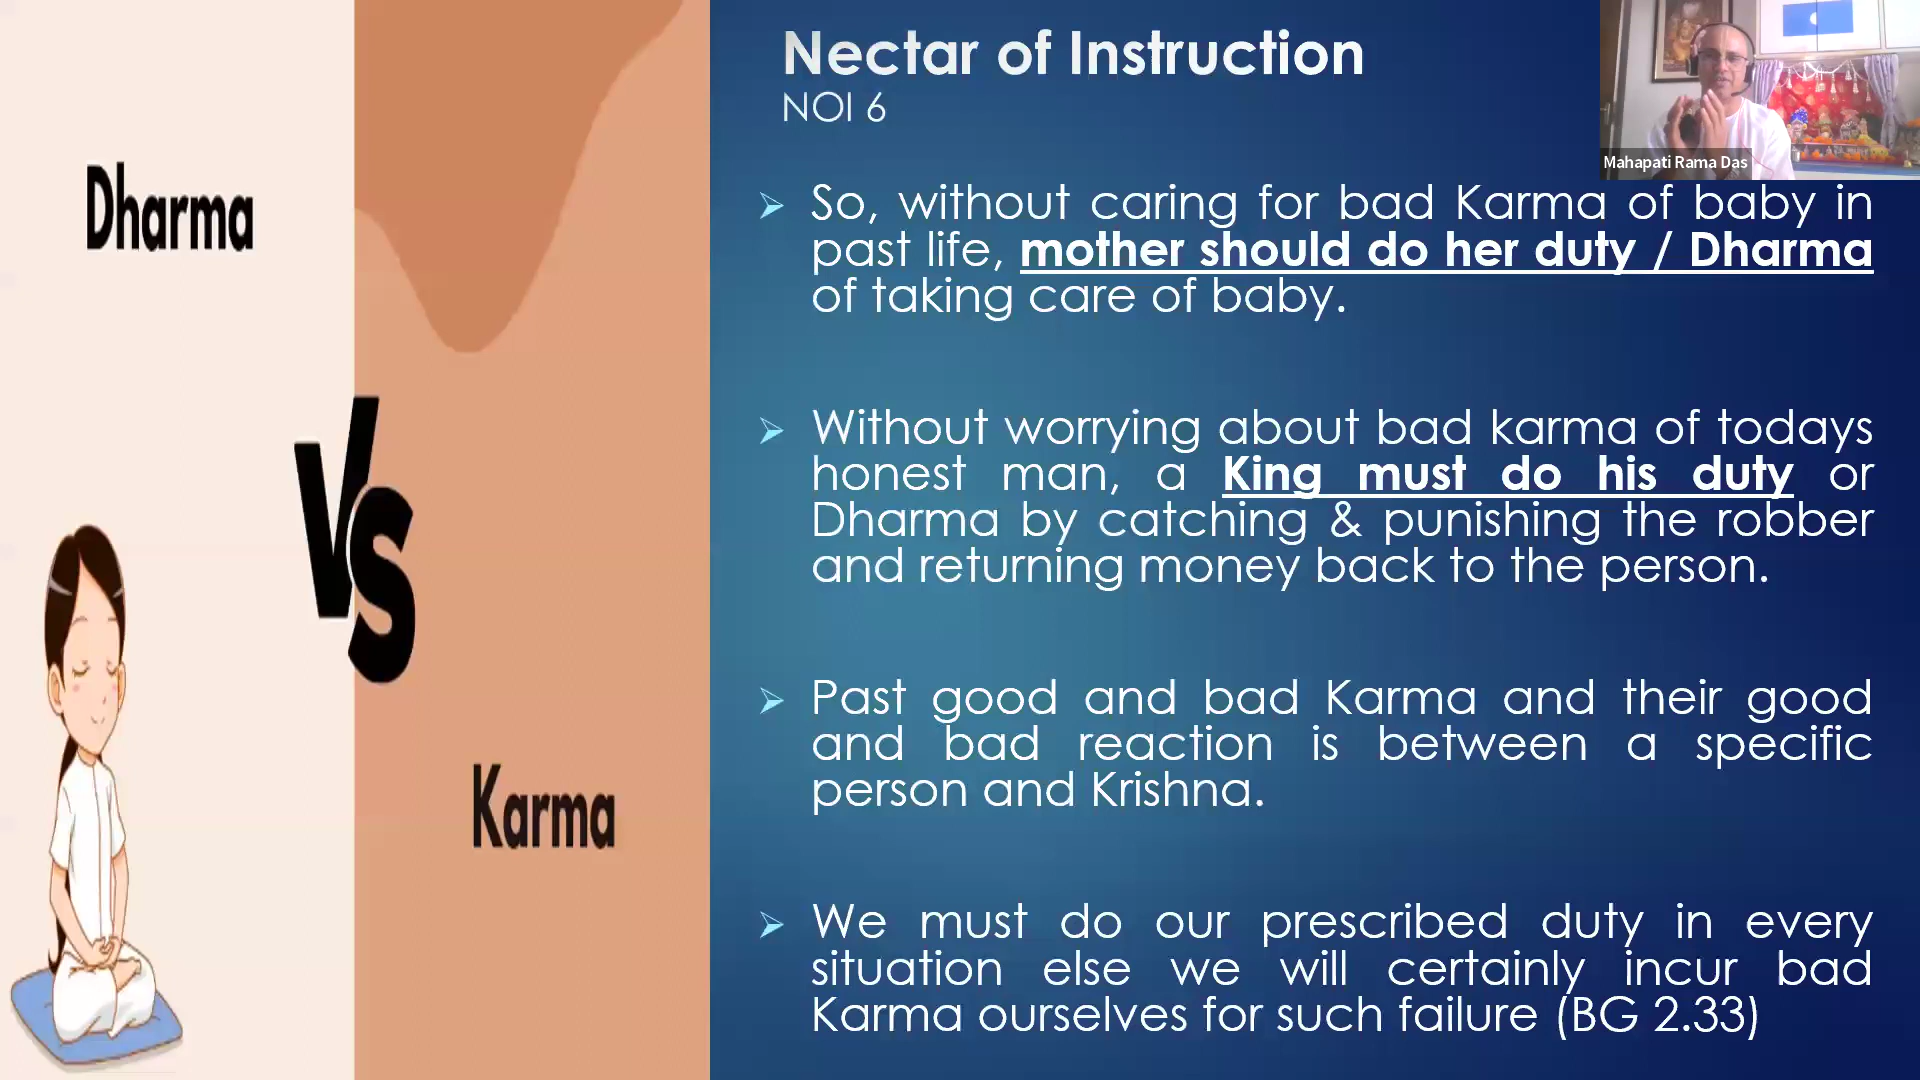 Dharma
Vs
Karma
Nectar of Instruction
NOI 6
Mahapati Rama Das
So, without caring for bad Karma of baby in
past life, mother should do her duty / Dharma
of taking care of baby.
Without worrying about bad karma of todays
honest man, a King must do his duty or
Dharma by catching & punishing the robber
and returning money back to the person.
Past good and bad Karma and their good
and bad reaction is between a specific
person and Krishna.
We must do our prescribed duty in every
situation else we will certainly incur bad
Karma ourselves for such failure (BG 2.33)